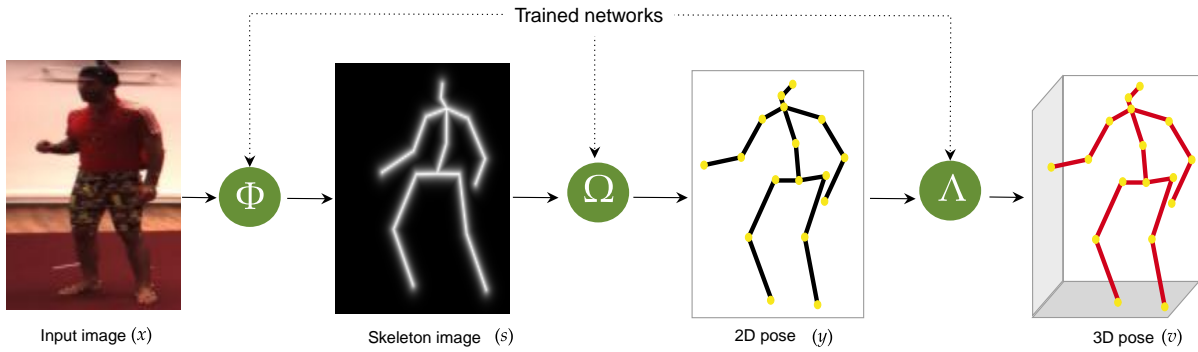 Trained networks
Φ
Ω
Λ
Input image (x)
Skeleton image (s)
2D pose (y)
3D pose (v)